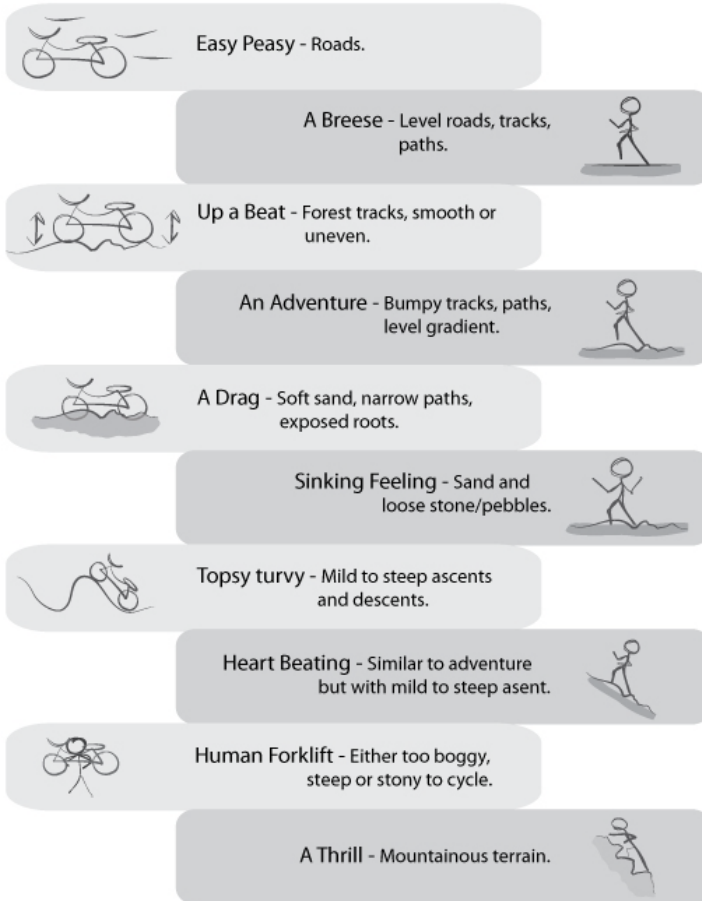 Easy Peasy - Roads.
A Breese - Level roads, tracks,
paths.
Up a Beat - Forest tracks, smooth or
uneven.
An Adventure - Bumpy tracks, paths,
level gradient.
A Drag - Soft sand, narrow paths,
exposed roots.
Sinking Feeling - Sand and
loose stone/pebbles.
Topsy turvy - Mild to steep ascents
and descents.
Heart Beating - Similar to adventure
but with mild to steep asent.
Human Forklift - Either too boggy,
steep or stony to cycle.
A Thrill - Mountainous terrain.